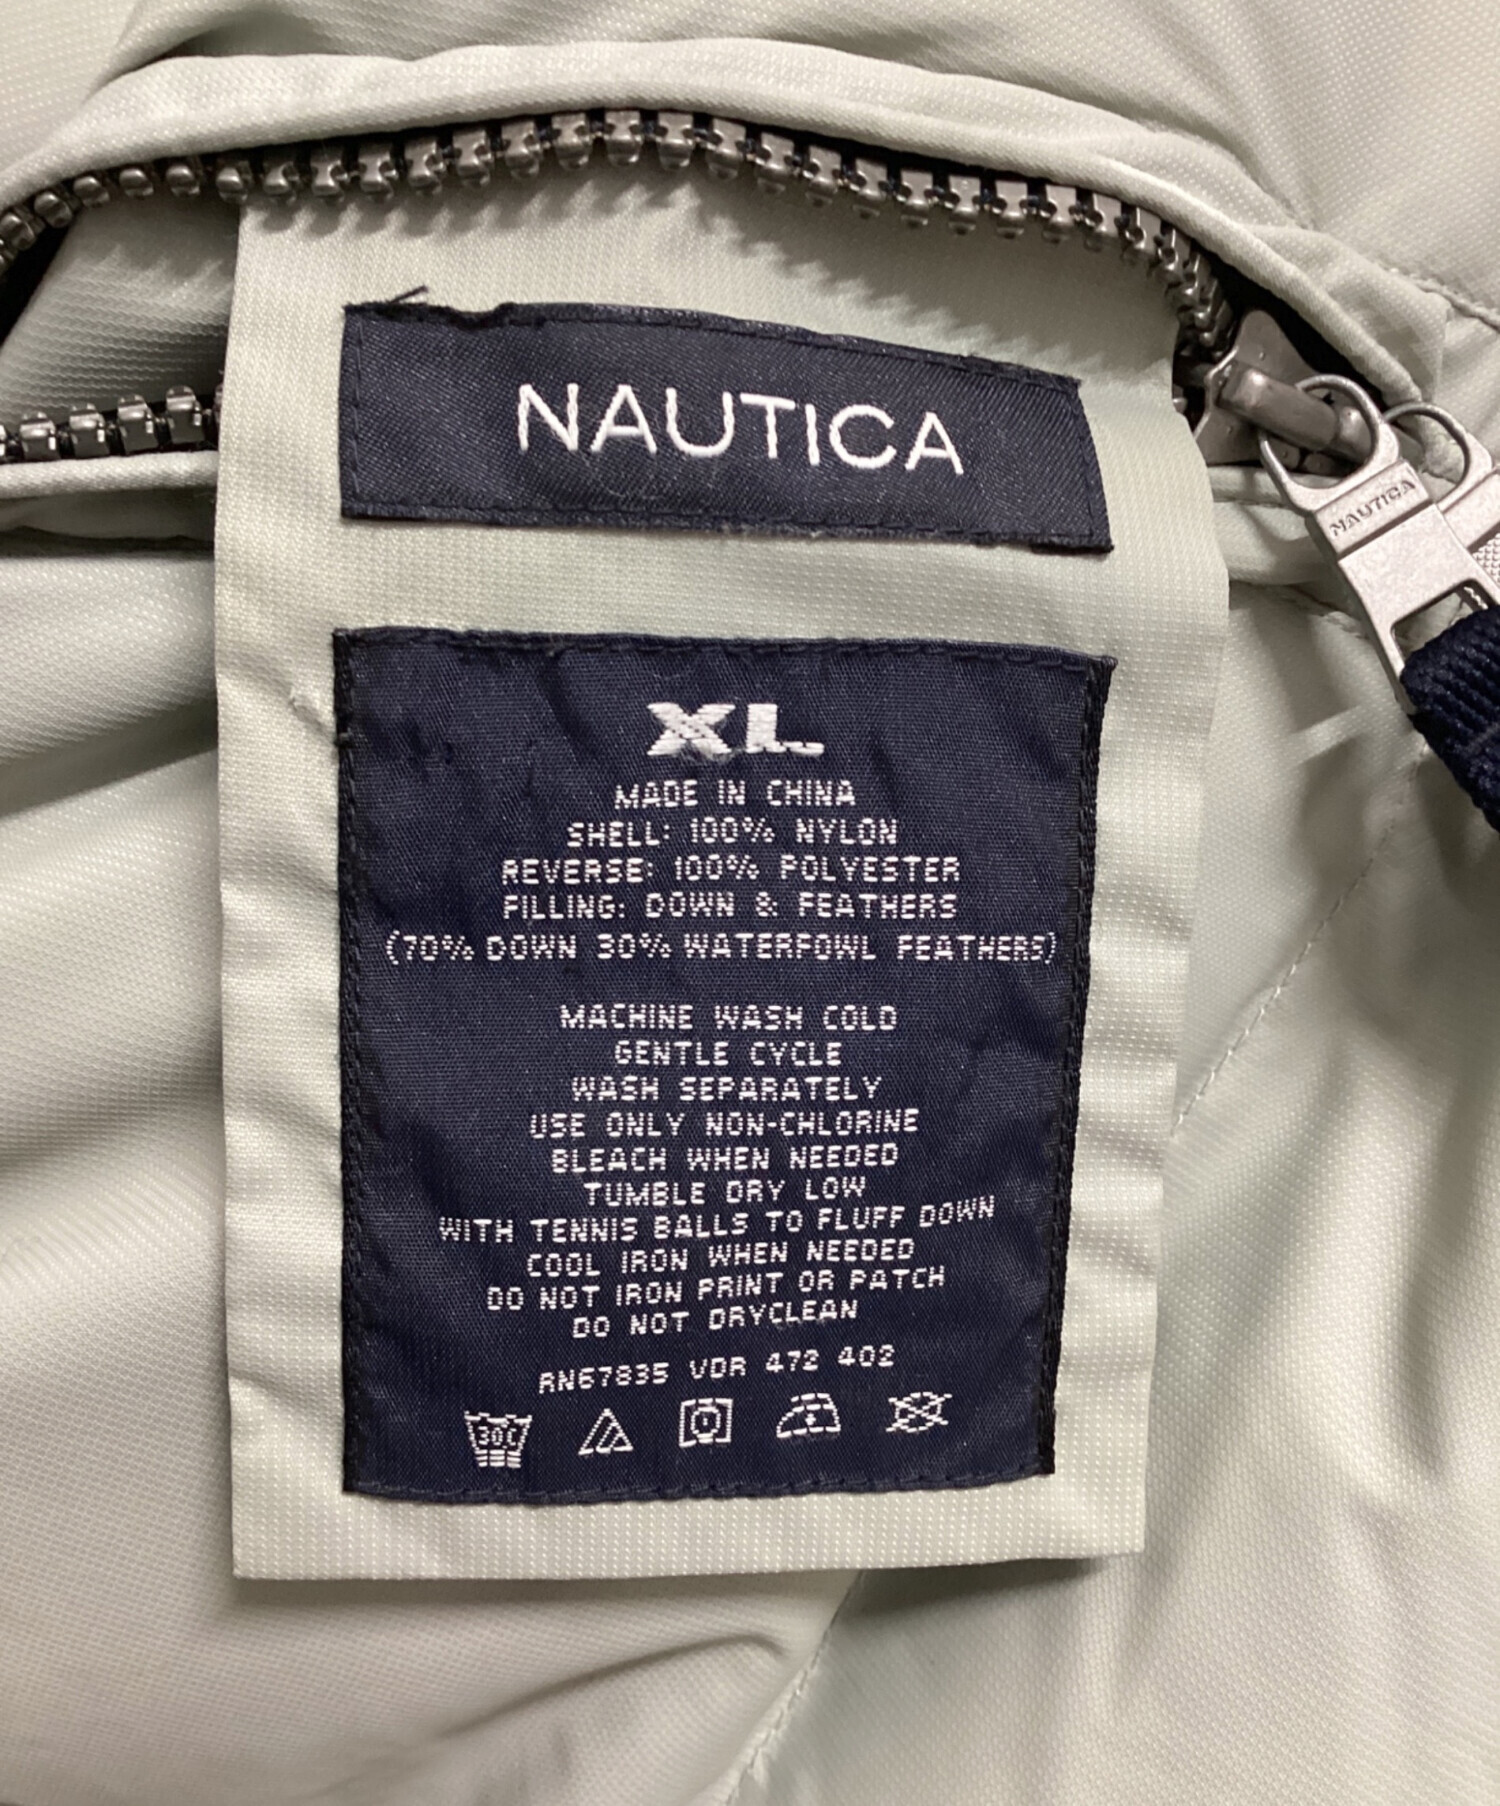 NAUTICA
NAUTICA
XL
MADE IN CHINA
SHELL: 100% NYLON
REVERSE: 100% POLYESTER
FILLING: DOWN & FEATHERS
(70% DOWN 30% WATERFOWL FEATHERS)
MACHINE WASH COLD
GENTLE CYCLE
WASH SEPARATELY
USE ONLY NON-CHLORINE
BLEACH WHEN NEEDED
TUMBLE DRY LOW
WITH TENNIS BALLS TO FLUFF DOWN
COOL IRON WHEN NEEDED
DO NOT IRON PRINT OR PATCH
DO NOT DRYCLEAN
RN67835 VDR 472 402
30C